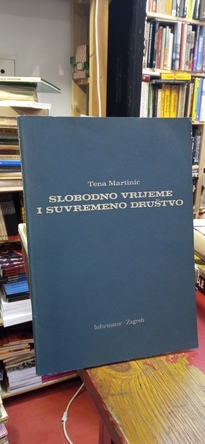 Tena Martinić
SLOBODNO VRIJEME
I SUVREMENO DRUŠTVO
Informator · Zagreb